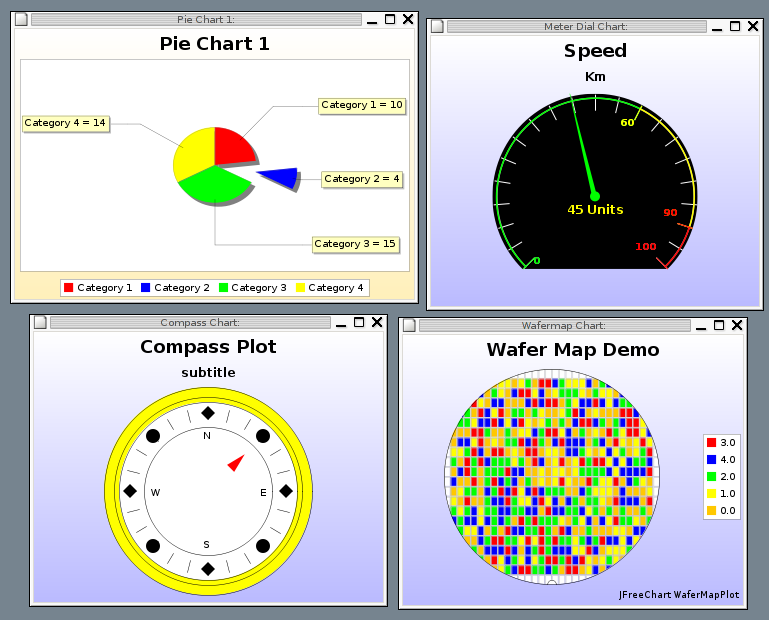 Pie Chart 1:
Pie Chart 1
Category 1 = 10
Category 4 = 14
Category 2 = 4
Category 3 = 15
Category 1 Category 2 Category 3 Category 4
Meter Dial Chart:
Speed
Km
60
45 Units
90
100
0
Compass Chart:
Compass Plot
subtitle
N
W E
S
Wafermap Chart:
Wafer Map Demo
3.0
4.0
2.0
1.0
0.0
JFreeChart WaferMapPlot